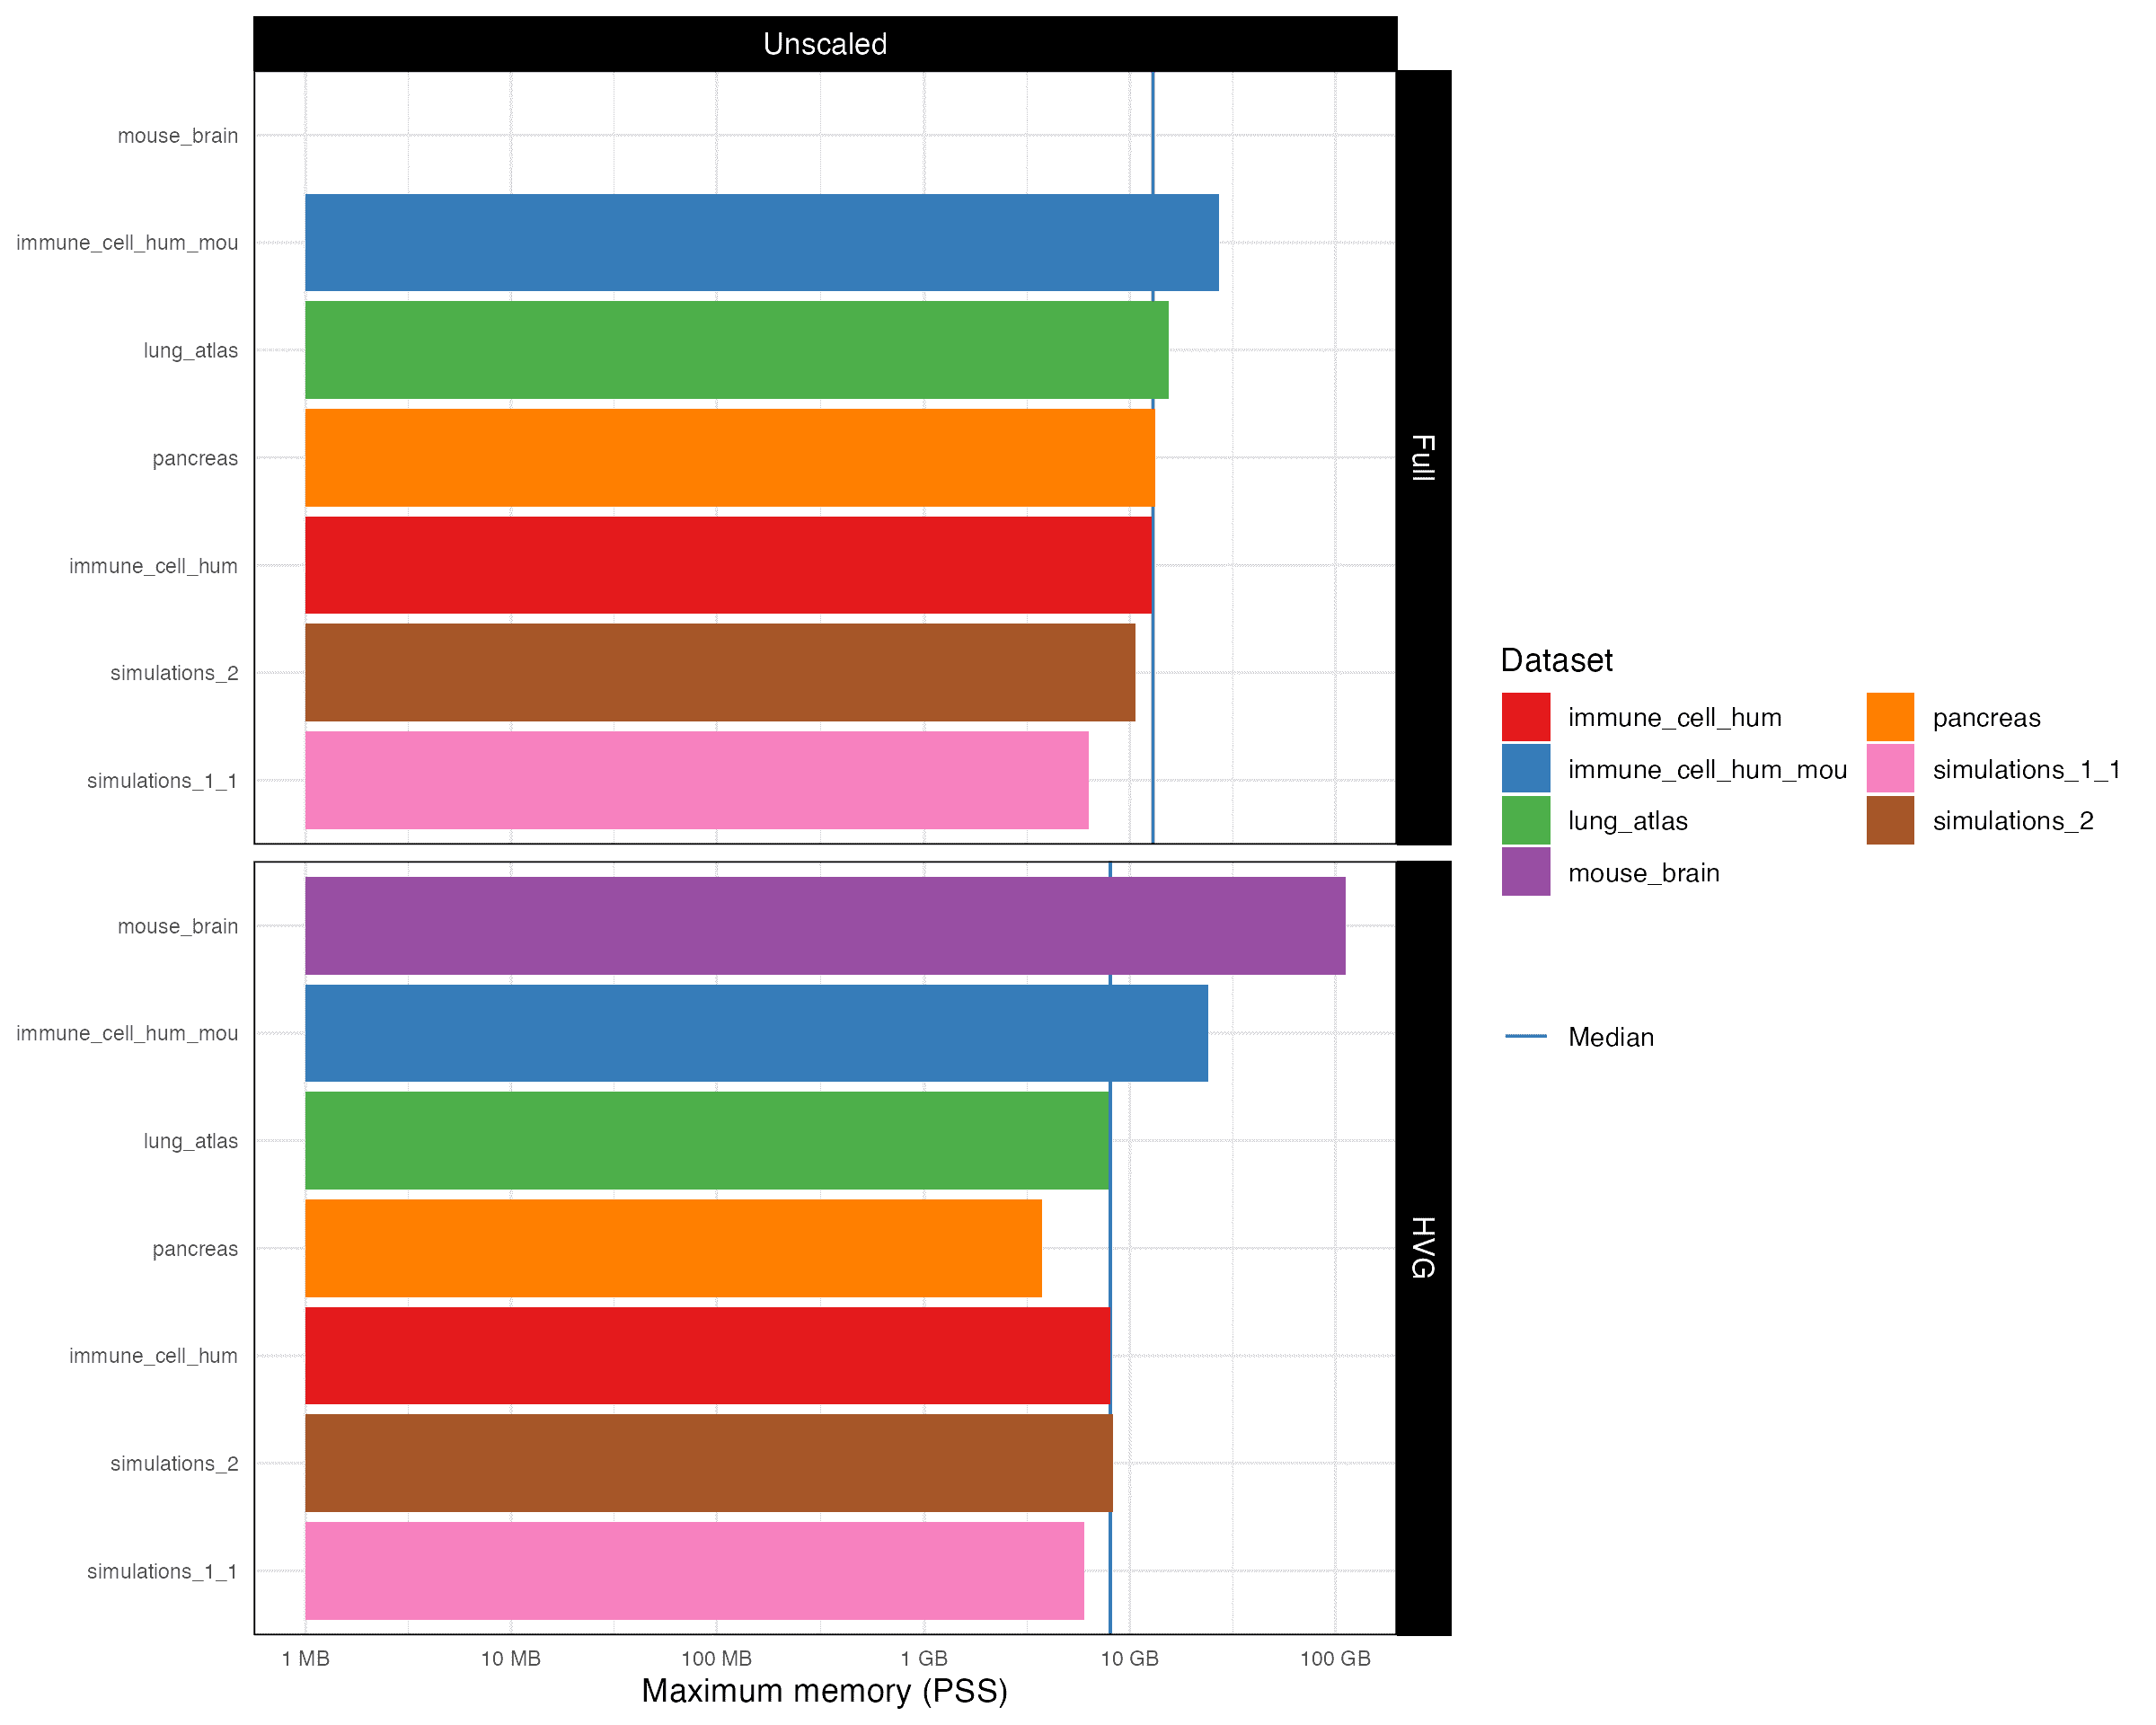 Unscaled
mouse_brain
immune_cell_hum_mou
lung_atlas
pancreas
immune_cell_hum
simulations_2
simulations_1_1
Full
mouse_brain
immune_cell_hum_mou
lung_atlas
pancreas
immune_cell_hum
simulations_2
simulations_1_1
HVG
1 MB 10 MB 100 MB 1 GB 10 GB 100 GB
Maximum memory (PSS)
Dataset
immune_cell_hum
immune_cell_hum_mou
lung_atlas
mouse_brain
pancreas
simulations_1_1
simulations_2
Median